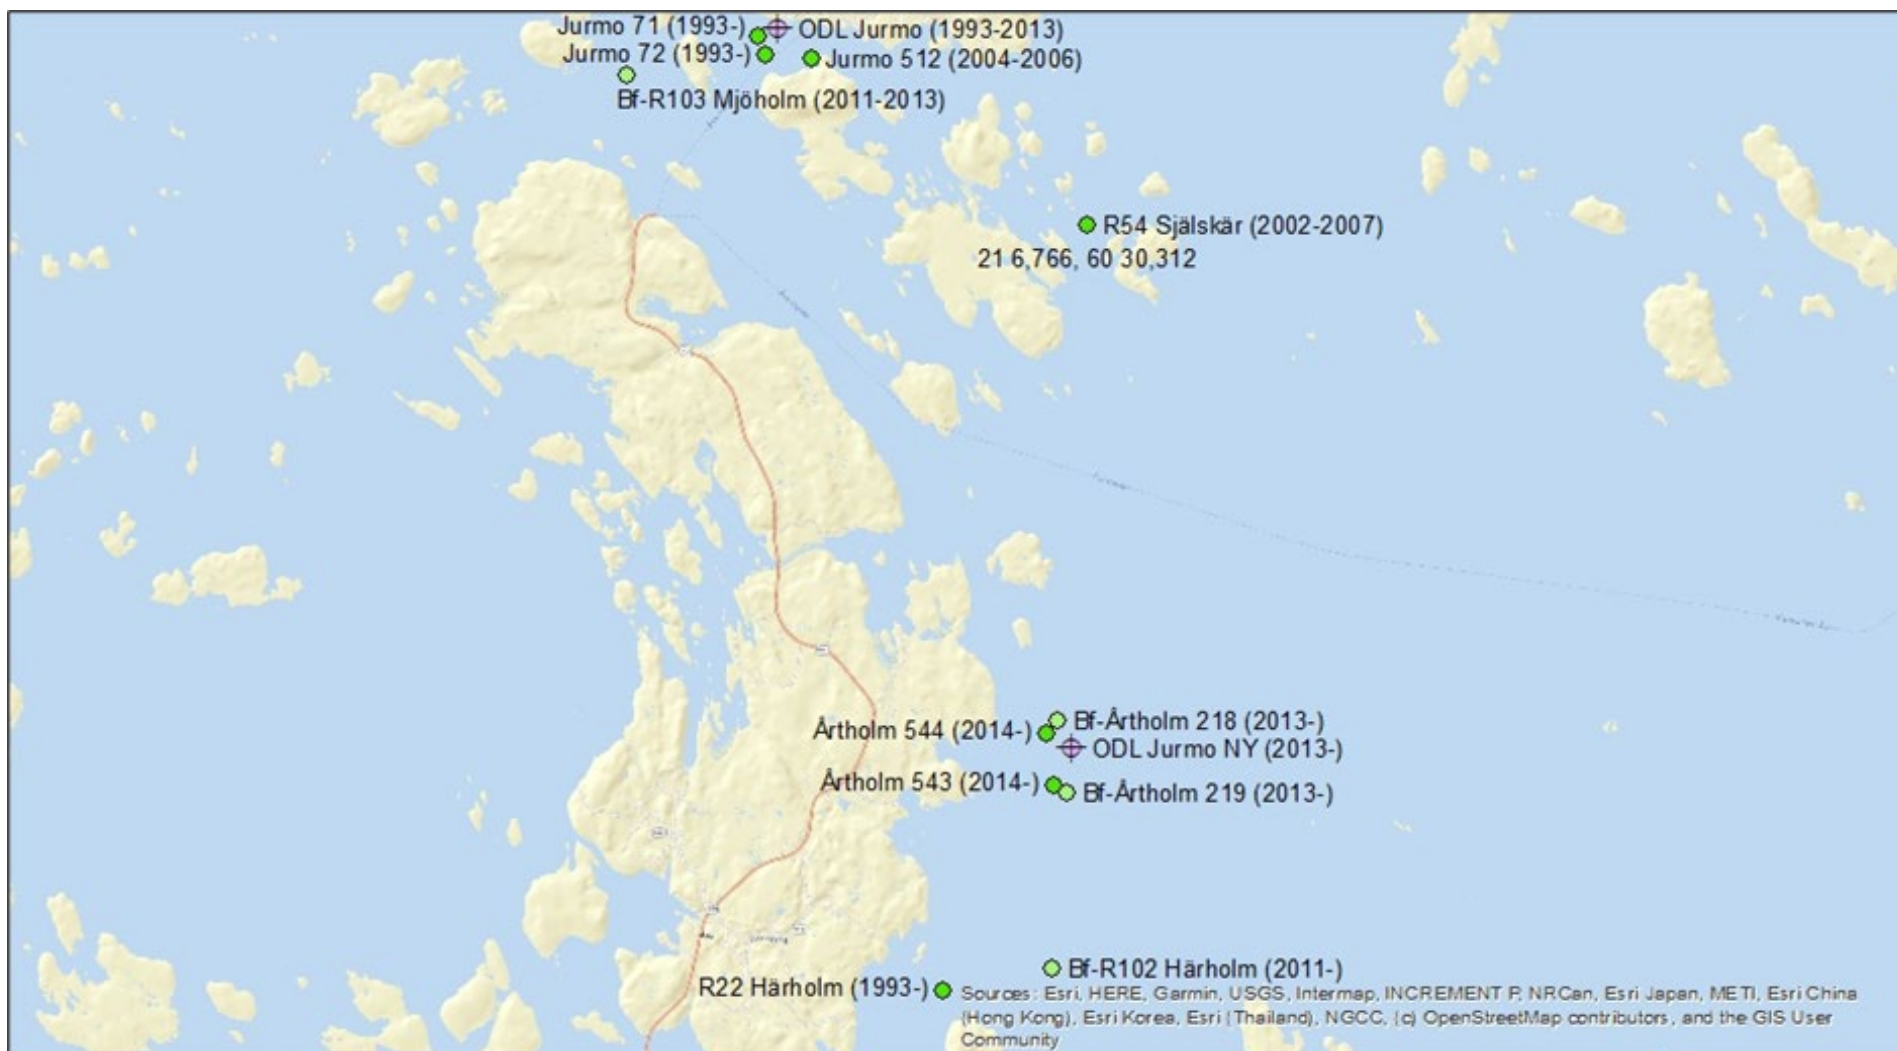 Jurmo 71 (1993-)
ODL Jurmo (1993-2013)
Jurmo 72 (1993-)
Jurmo 512 (2004-2006)
Bf-R103 Mjöholm (2011-2013)
R54 Själskär (2002-2007)
21 6,766, 60 30,312
Årtholm 544 (2014-)
Bf-Årtholm 218 (2013-)
ODL Jurmo NY (2013-)
Årtholm 543 (2014-)
Bf-Årtholm 219 (2013-)
Bf-R102 Härholm (2011-)
R22 Härholm (1993-)
Sources: Esri, HERE, Garmin, USGS, Intermap, INCREMENT P, NRCan, Esri Japan, METI, Esri China
(Hong Kong), Esri Korea, Esri (Thailand), NGCC, (c) OpenStreetMap contributors, and the GIS User
Community